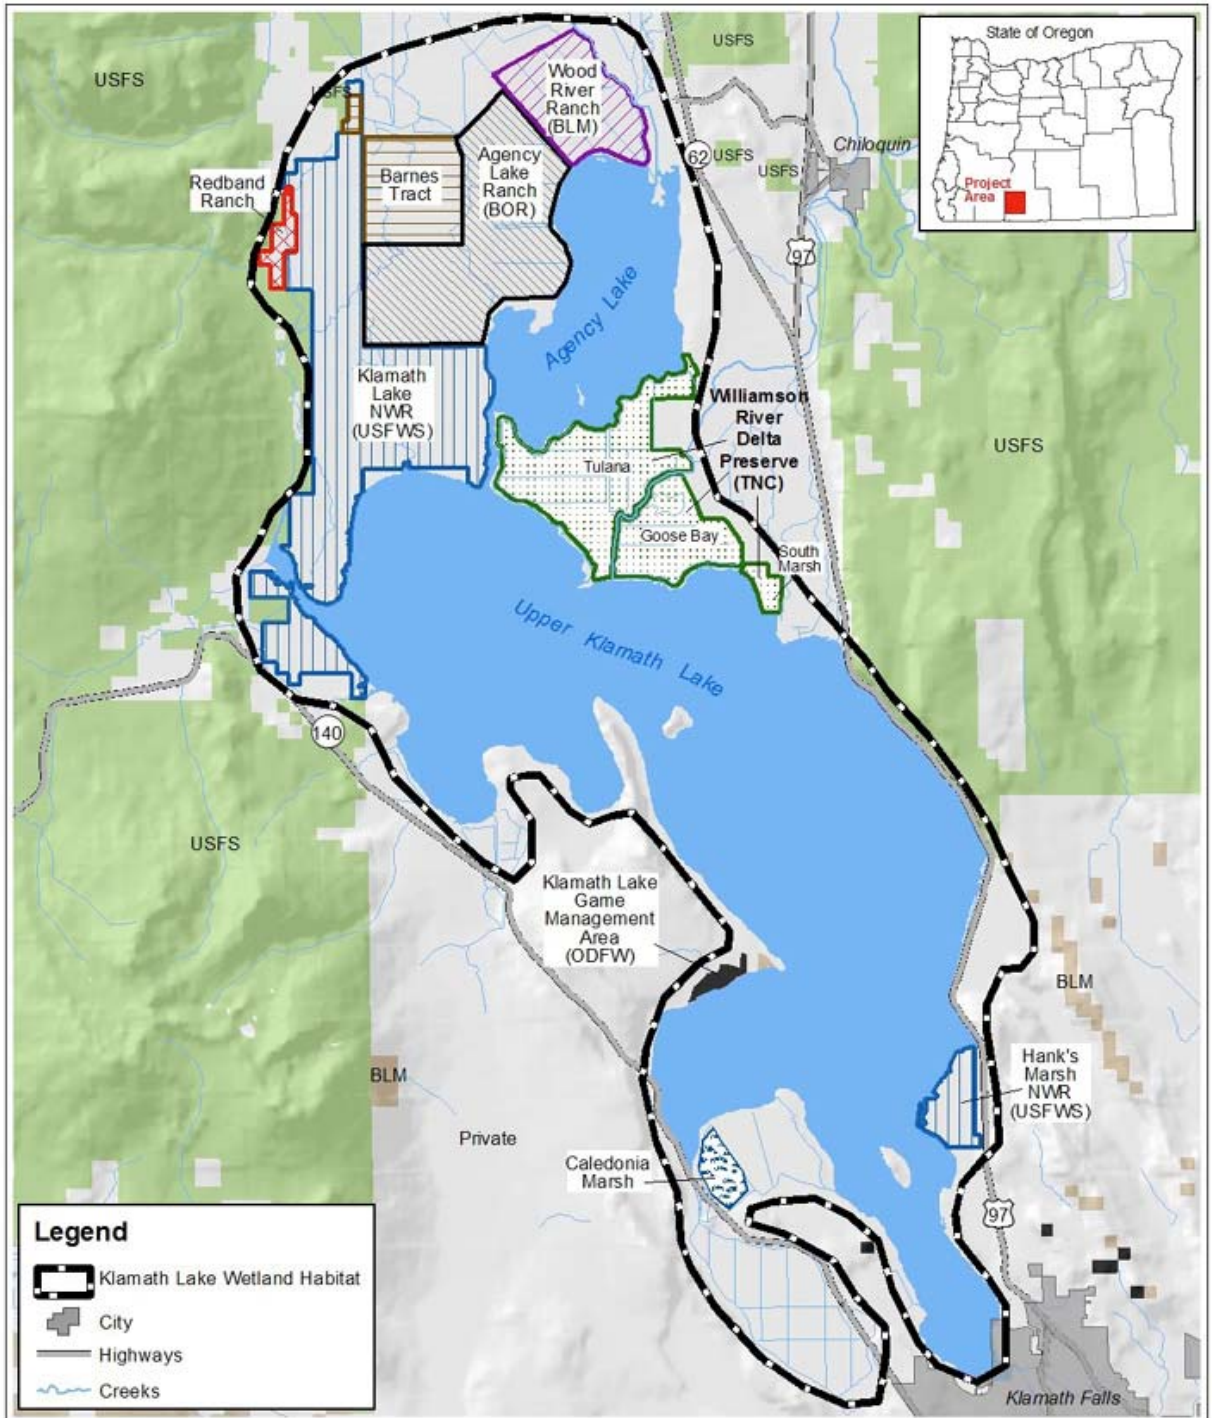 State of Oregon
Project
Area
USFS
USFS
USFS
Wood
River
Ranch
(BLM)
62
USFS
USFS
Chiloquin
Redband
Ranch
Barnes
Tract
Agency
Lake
Ranch
(BOR)
97
Agency Lake
Klamath
Lake
NWR
(USFWS)
Williamson
River
Delta
Preserve
(TNC)
USFS
Tulana
Goose Bay
South
Marsh
Upper Klamath Lake
140
USFS
Klamath Lake
Game
Management
Area
(ODFW)
BLM
Hank's
Marsh
NWR
(USFWS)
BLM
Private
Caledonia
Marsh
97
Klamath Falls
Legend
Klamath Lake Wetland Habitat
City
Highways
Creeks